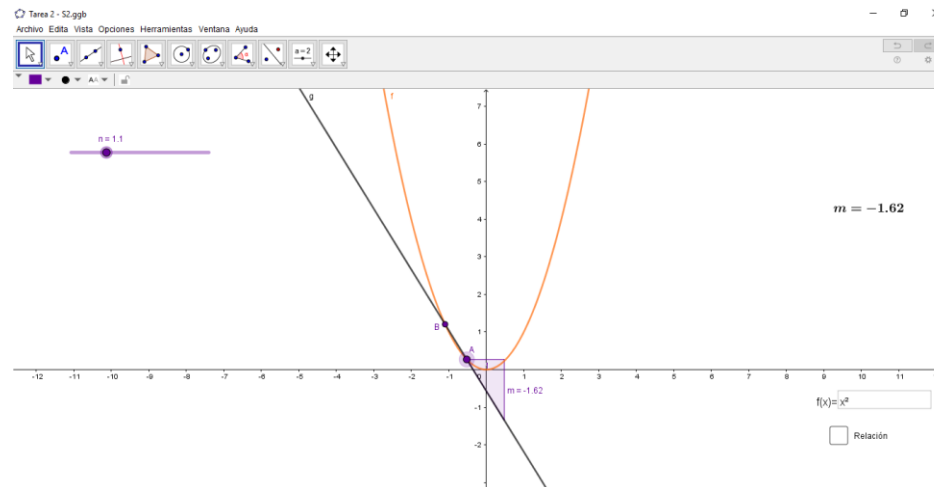 Tarea 2 - S2.ggb
Archivo Edita Vista Opciones Herramientas Ventana Ayuda
A a=2
AA
g f
7
n = 1.1
6
5
m = −1.62
4
3
2
B 1
A
-12 -11 -10 -9 -8 -7 -6 -5 -4 -3 -2 -1 0 1 2 3 4 5 6 7 8 9 10 11
m = -1.62
f(x)= x²
-1
Relación
-2